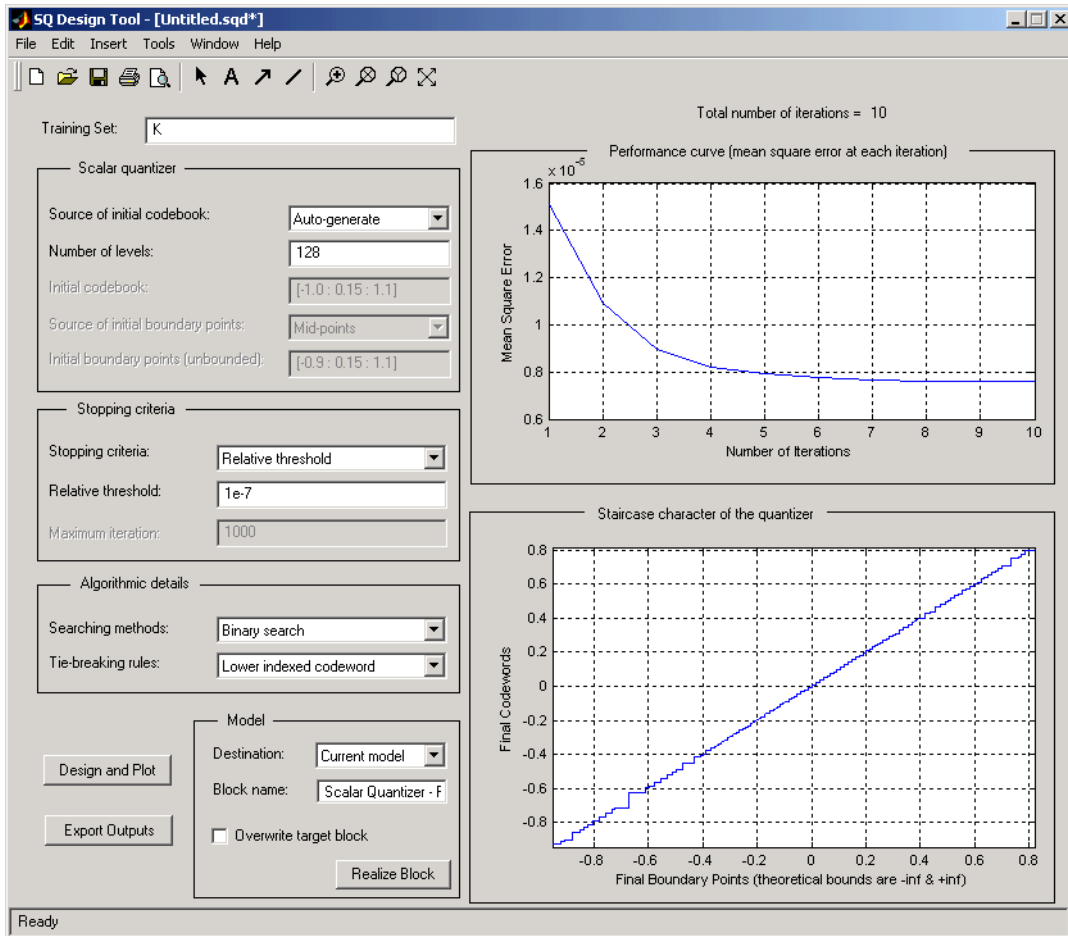 SQ Design Tool - [Untitled.sqd*]
File Edit Insert Tools Window Help
A
Training Set: K
Scalar quantizer
Source of initial codebook: Auto-generate
Number of levels: 128
Initial codebook: [-1.0 : 0.15 : 1.1]
Source of initial boundary points: Mid-points
Initial boundary points (unbounded): [-0.9 : 0.15 : 1.1]
Stopping criteria
Stopping criteria: Relative threshold
Relative threshold: 1e-7
Maximum iteration: 1000
Algorithmic details
Searching methods: Binary search
Tie-breaking rules: Lower indexed codeword
Design and Plot
Export Outputs
Model
Destination: Current model
Block name: Scalar Quantizer - F
Overwrite target block
Realize Block
Total number of iterations = 10
Performance curve (mean square error at each iteration)
x 10^-5
1.6
1.4
1.2
1
0.8
0.6
Mean Square Error
1 2 3 4 5 6 7 8 9 10
Number of Iterations
Staircase character of the quantizer
0.8
0.6
0.4
0.2
0
-0.2
-0.4
-0.6
-0.8
Final Codewords
-0.8 -0.6 -0.4 -0.2 0 0.2 0.4 0.6 0.8
Final Boundary Points (theoretical bounds are -inf & +inf)
Ready